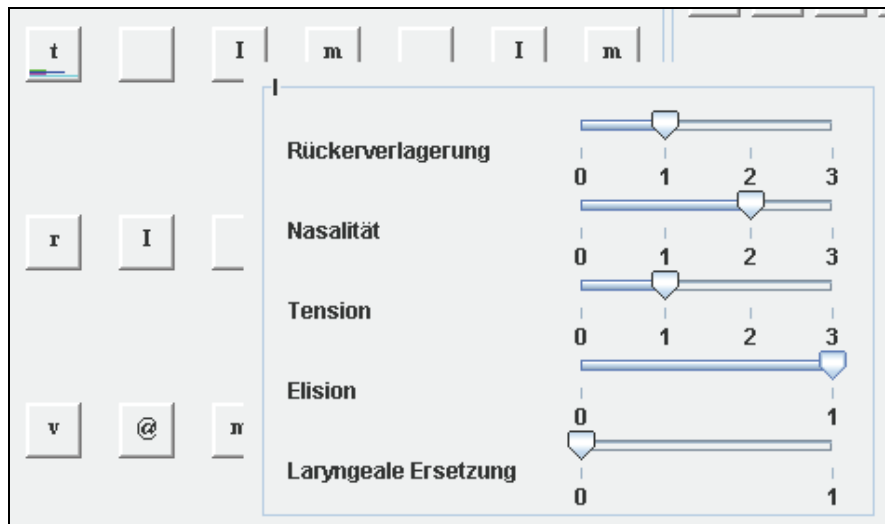 t I m I m
I
Rückerverlagerung
0 1 2 3
Nasalität
0 1 2 3
r I
Tension
0 1 2 3
Elision
0 1
v @ m
Laryngeale Ersetzung
0 1